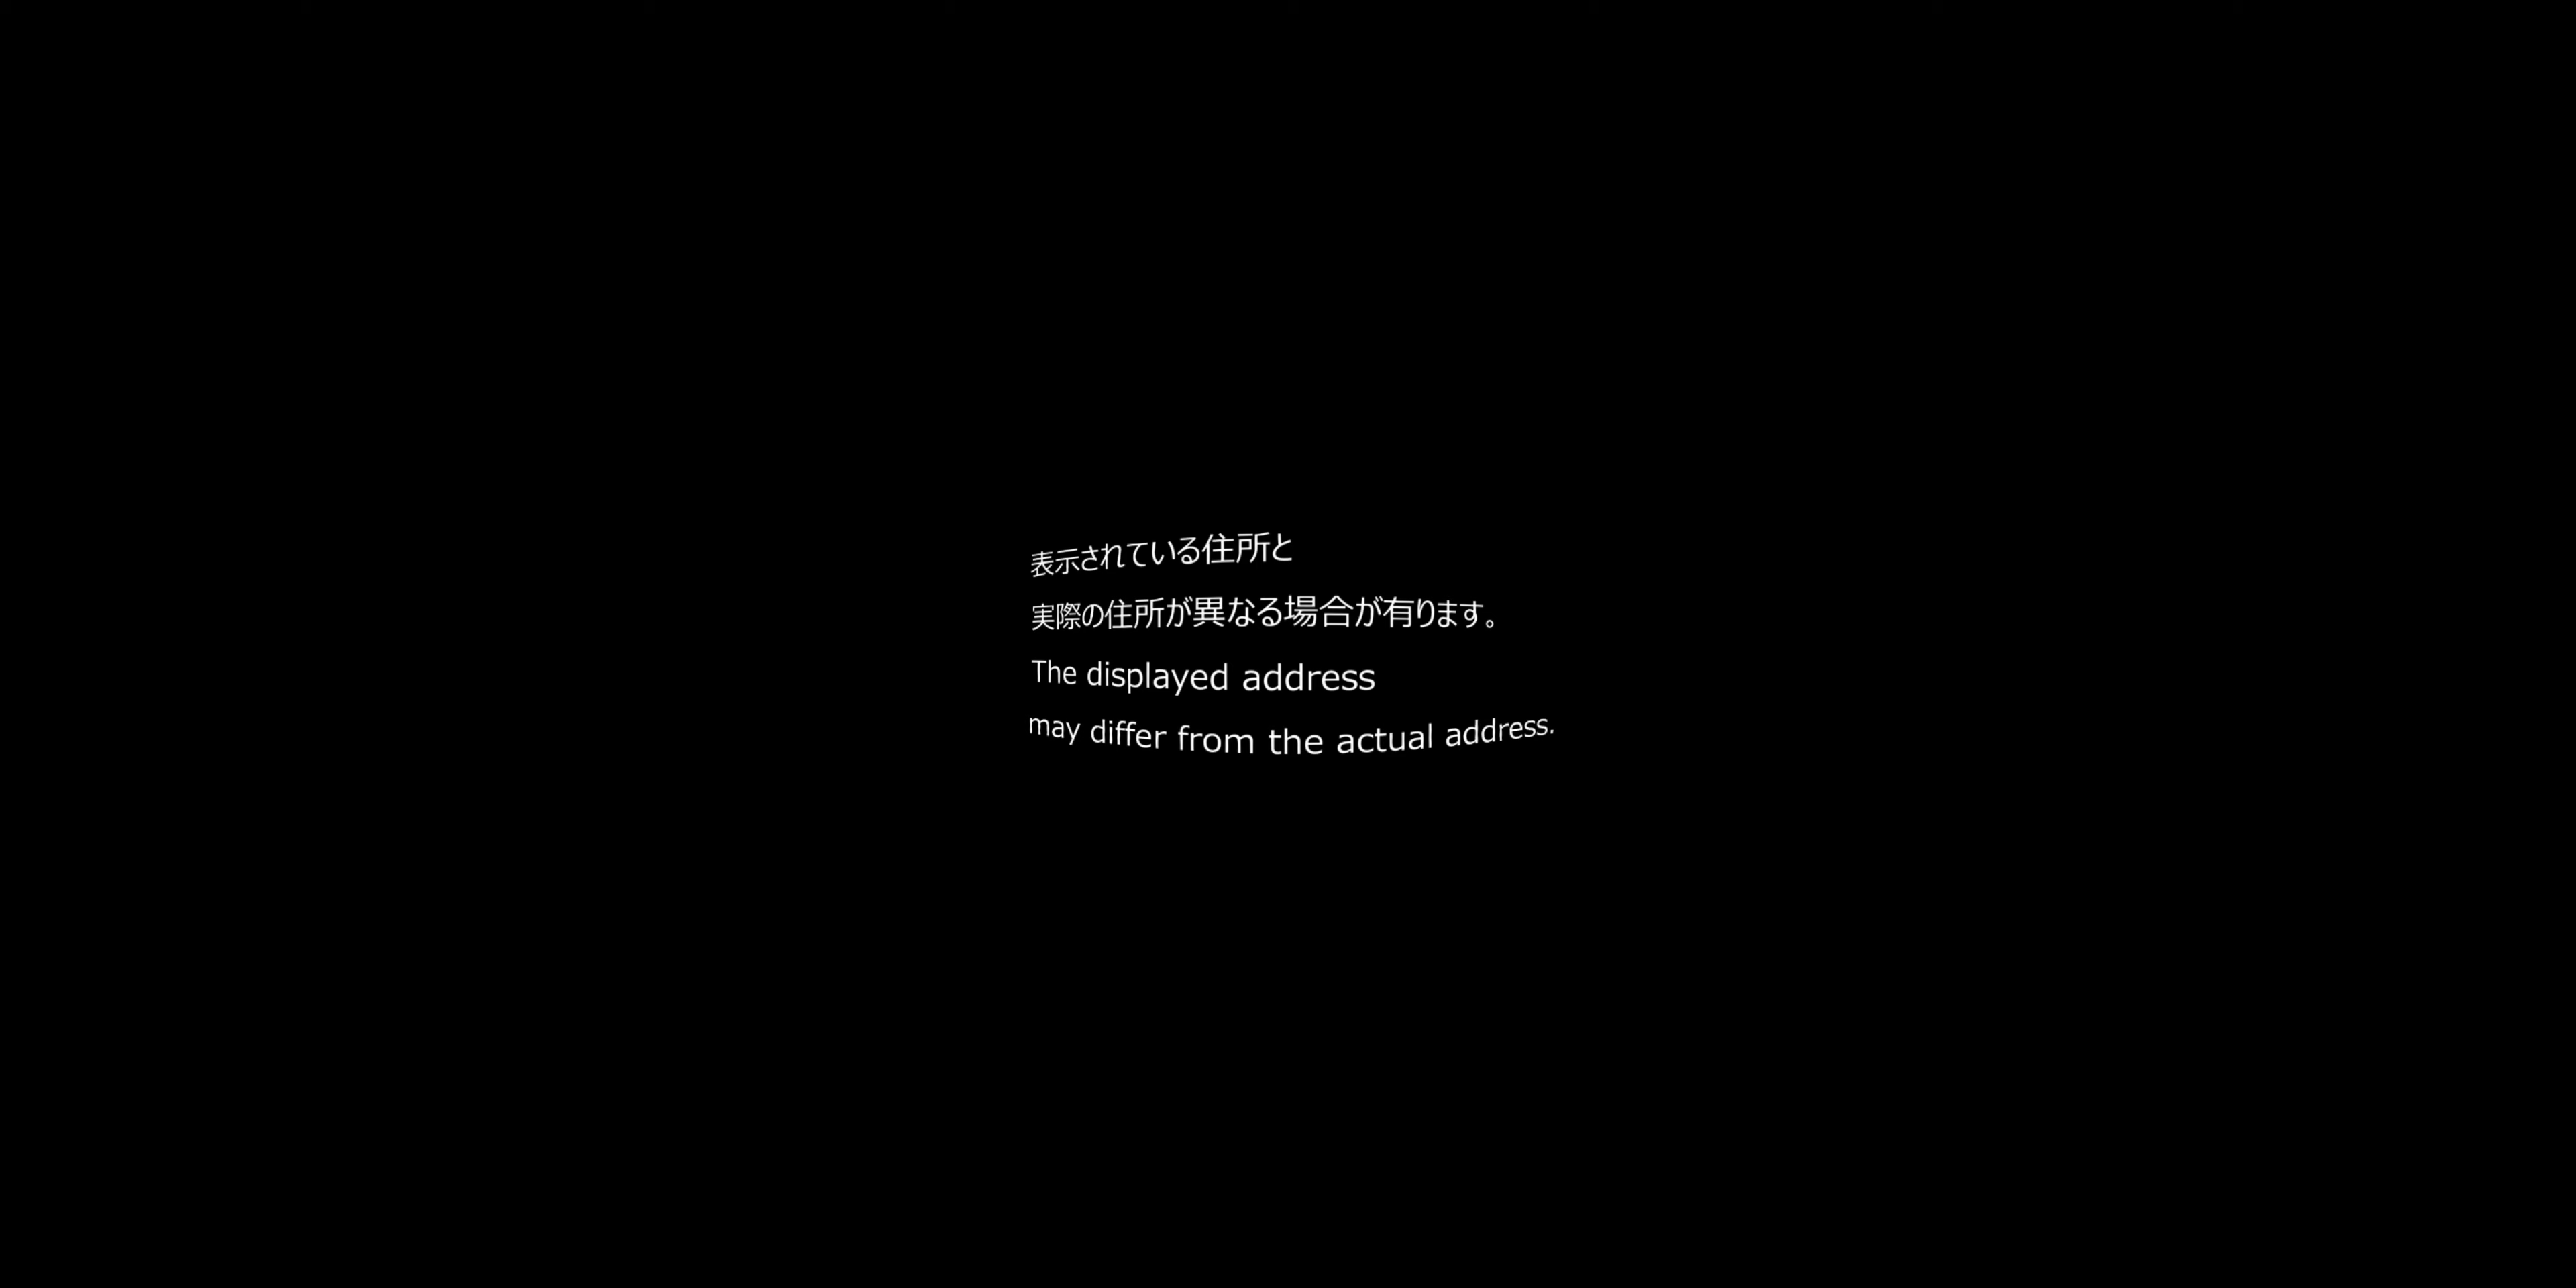 表示されている住所と
実際の住所が異なる場合が有ります。
The displayed address
may differ from the actual address.